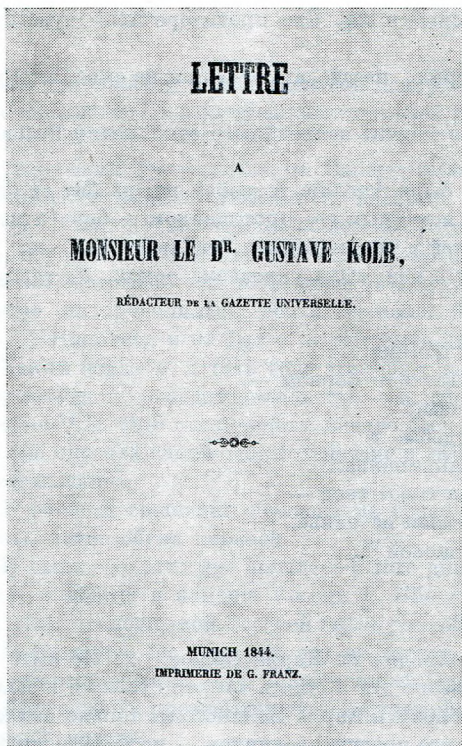 LETTRE
A
MONSIEUR LE DR. GUSTAVE KOLB,
RÉDACTEUR DE LA GAZETTE UNIVERSELLE.
MUNICH 1844.
IMPRIMERIE DE G. FRANZ.